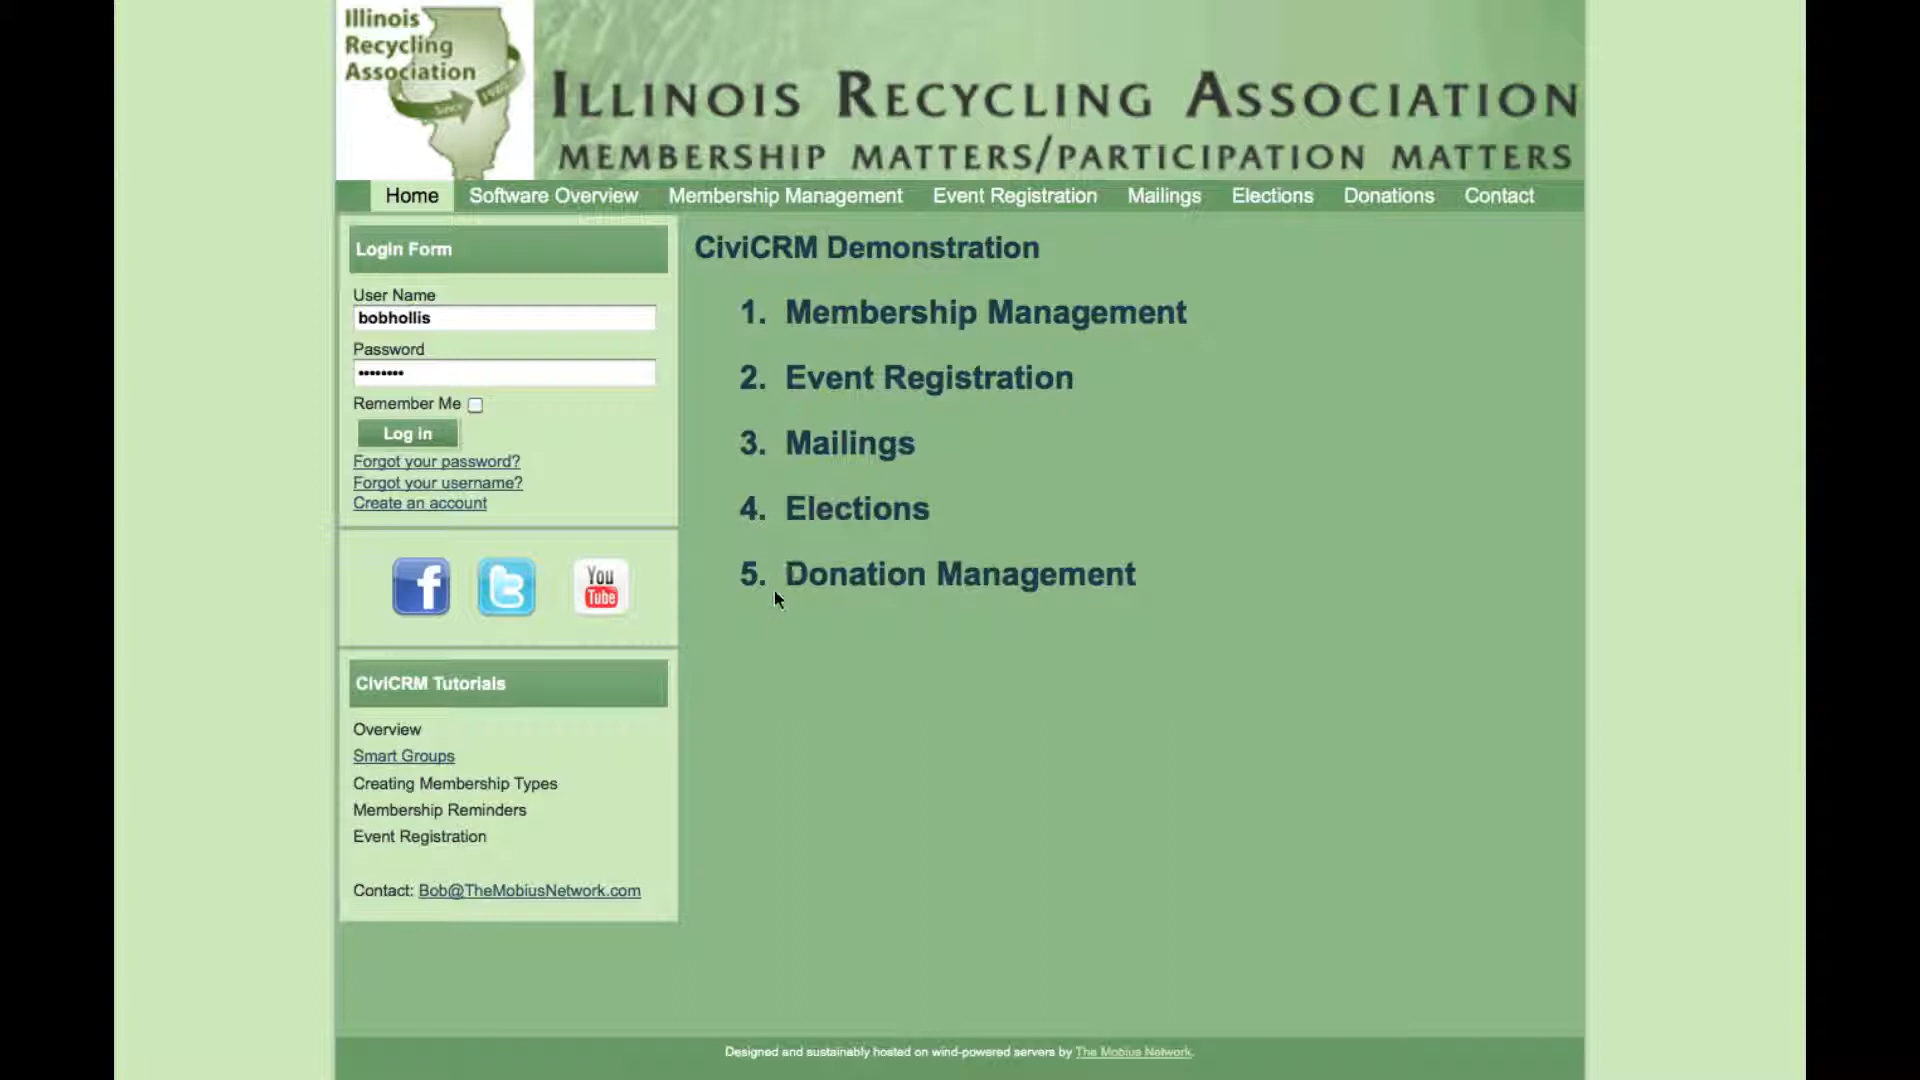 Illinois
Recycling
Association
Since 1980
Illinois Recycling Association
Membership Matters/Participation Matters
Home Software Overview Membership Management Event Registration Mailings Elections Donations Contact
Login Form
User Name
bobhollis
Password
••••••••
Remember Me
Log in
Forgot your password?
Forgot your username?
Create an account
f
t
You
Tube
CiviCRM Tutorials
Overview
Smart Groups
Creating Membership Types
Membership Reminders
Event Registration
Contact: Bob@TheMobiusNetwork.com
CiviCRM Demonstration
1. Membership Management
2. Event Registration
3. Mailings
4. Elections
5. Donation Management
Designed and sustainably hosted on wind-powered servers by The Mobius Network.